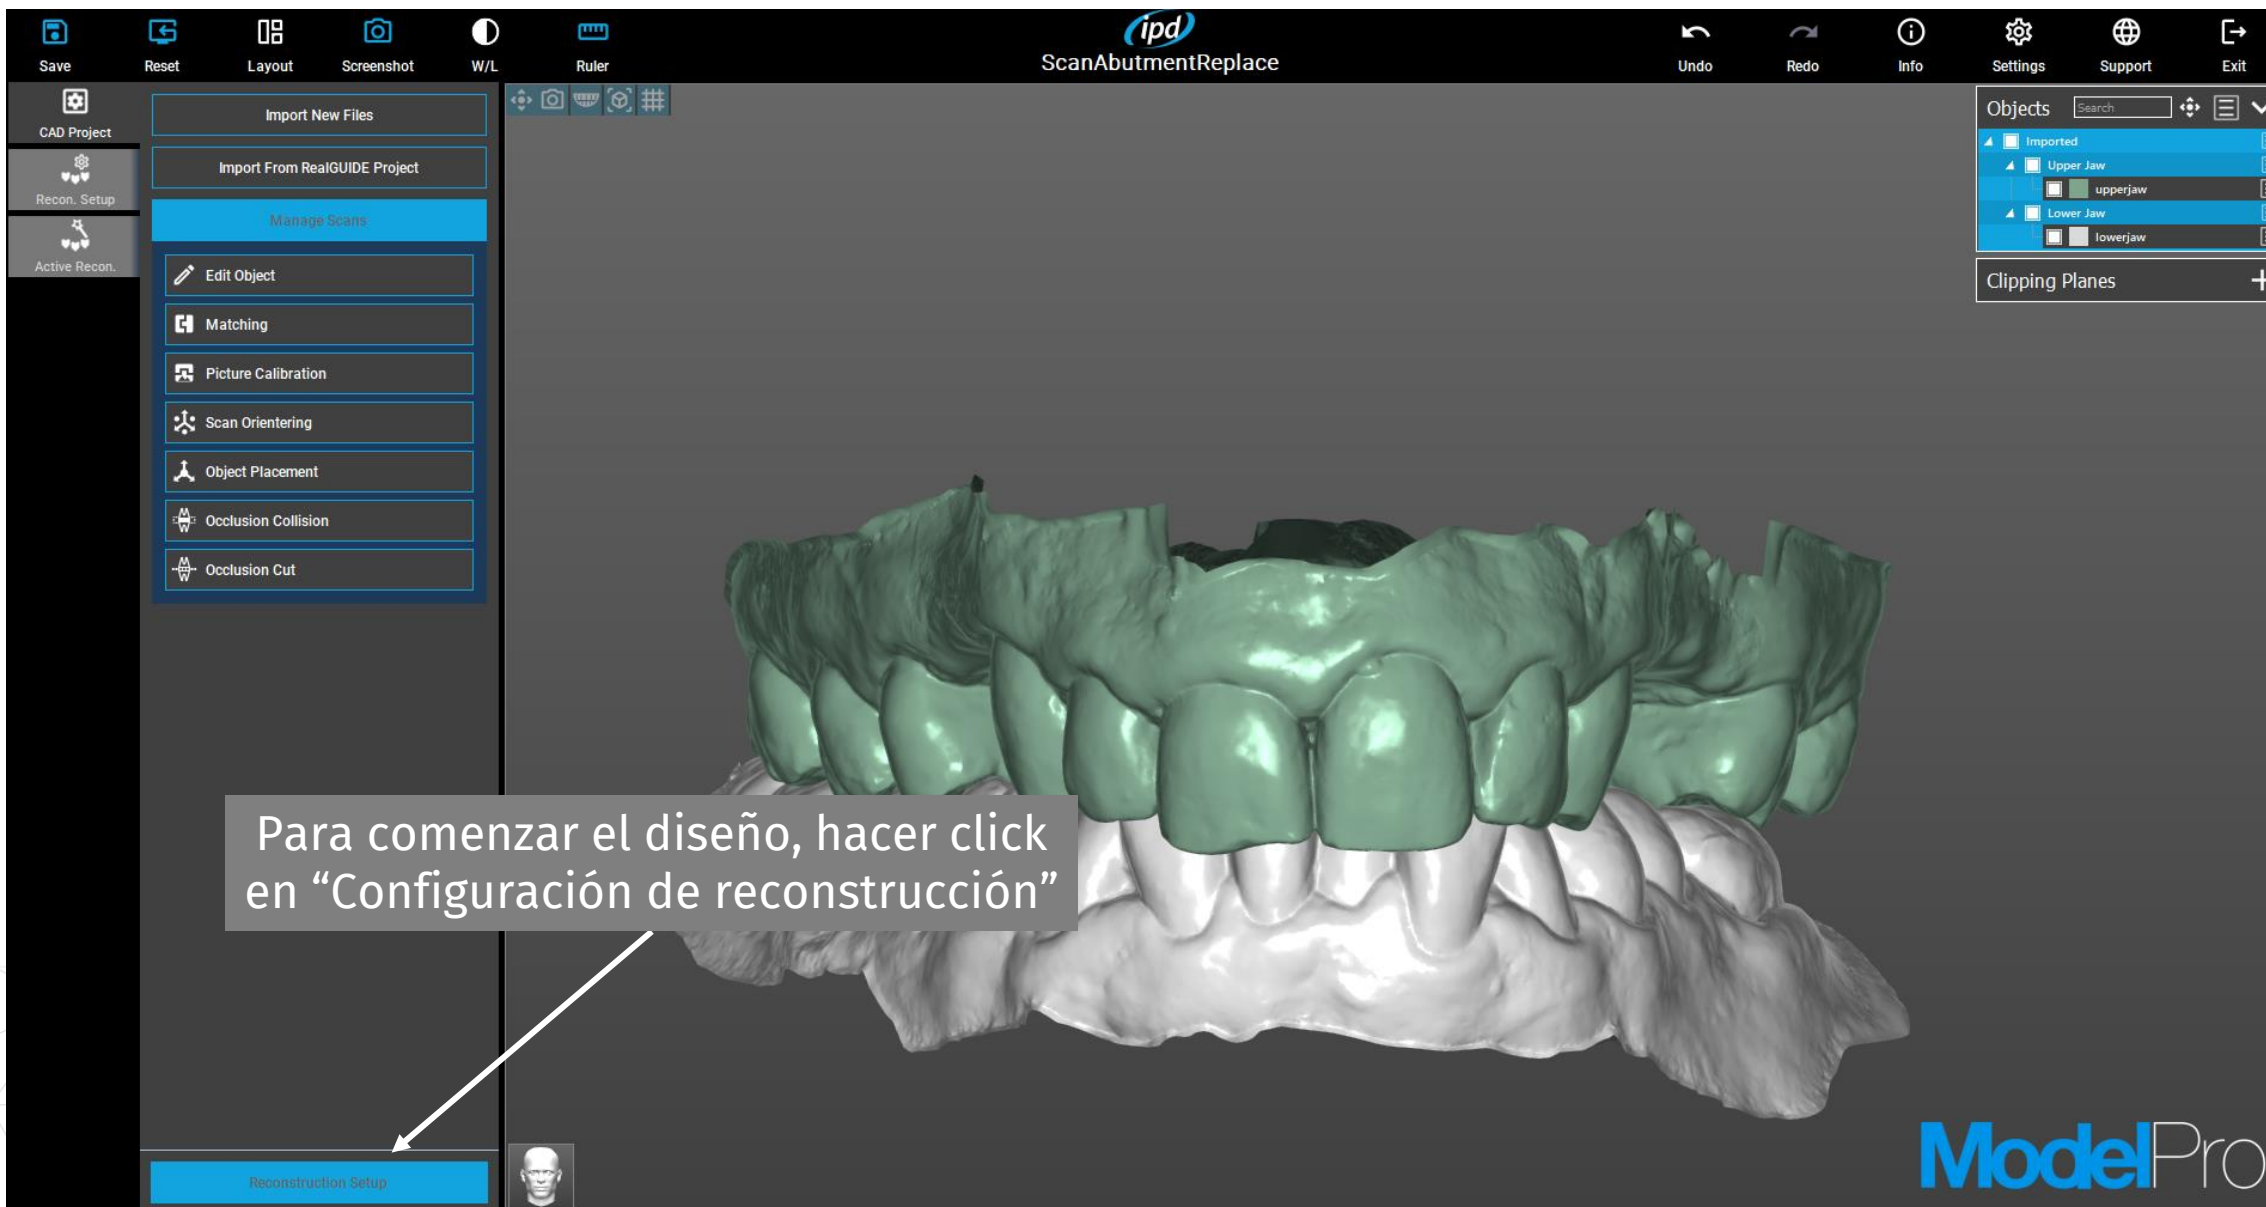 Save
Reset
Layout
Screenshot
W/L
Ruler
ipd
ScanAbutmentReplace
Undo
Redo
Info
Settings
Support
Exit
CAD Project
Recon. Setup
Active Recon.
Import New Files
Import From RealGUIDE Project
Manage Scans
Edit Object
Matching
Picture Calibration
Scan Orientering
Object Placement
Occlusion Collision
Occlusion Cut
Objects
Search
Imported
Upper Jaw
upperjaw
Lower Jaw
lowerjaw
Clipping Planes
Para comenzar el diseño, hacer click
en “Configuración de reconstrucción”
Reconstruction Setup
ModelPro